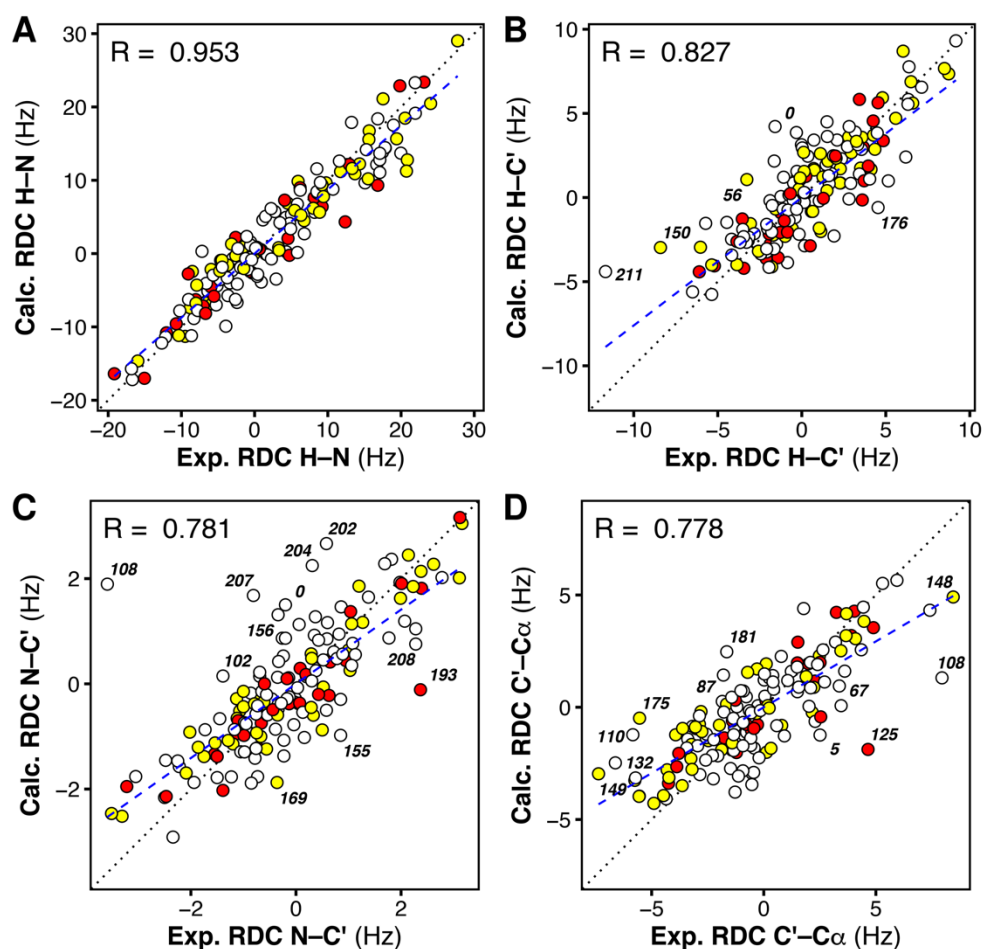 A
R = 0.953
30
20
10
0
−10
−20
Calc. RDC H–N (Hz)
−20 −10 0 10 20 30
Exp. RDC H–N (Hz)
B
R = 0.827
10
5
0
−5
−10
Calc. RDC H–C' (Hz)
0
56
150
211
176
−10 −5 0 5 10
Exp. RDC H–C' (Hz)
C
R = 0.781
2
0
−2
Calc. RDC N–C' (Hz)
202
204
108
207
0
156
102
208
193
155
169
−2 0 2
Exp. RDC N–C' (Hz)
D
R = 0.778
5
0
−5
Calc. RDC C'–Cα (Hz)
148
181
108
87
67
175
110
5
125
132
149
−5 0 5
Exp. RDC C'–Cα (Hz)